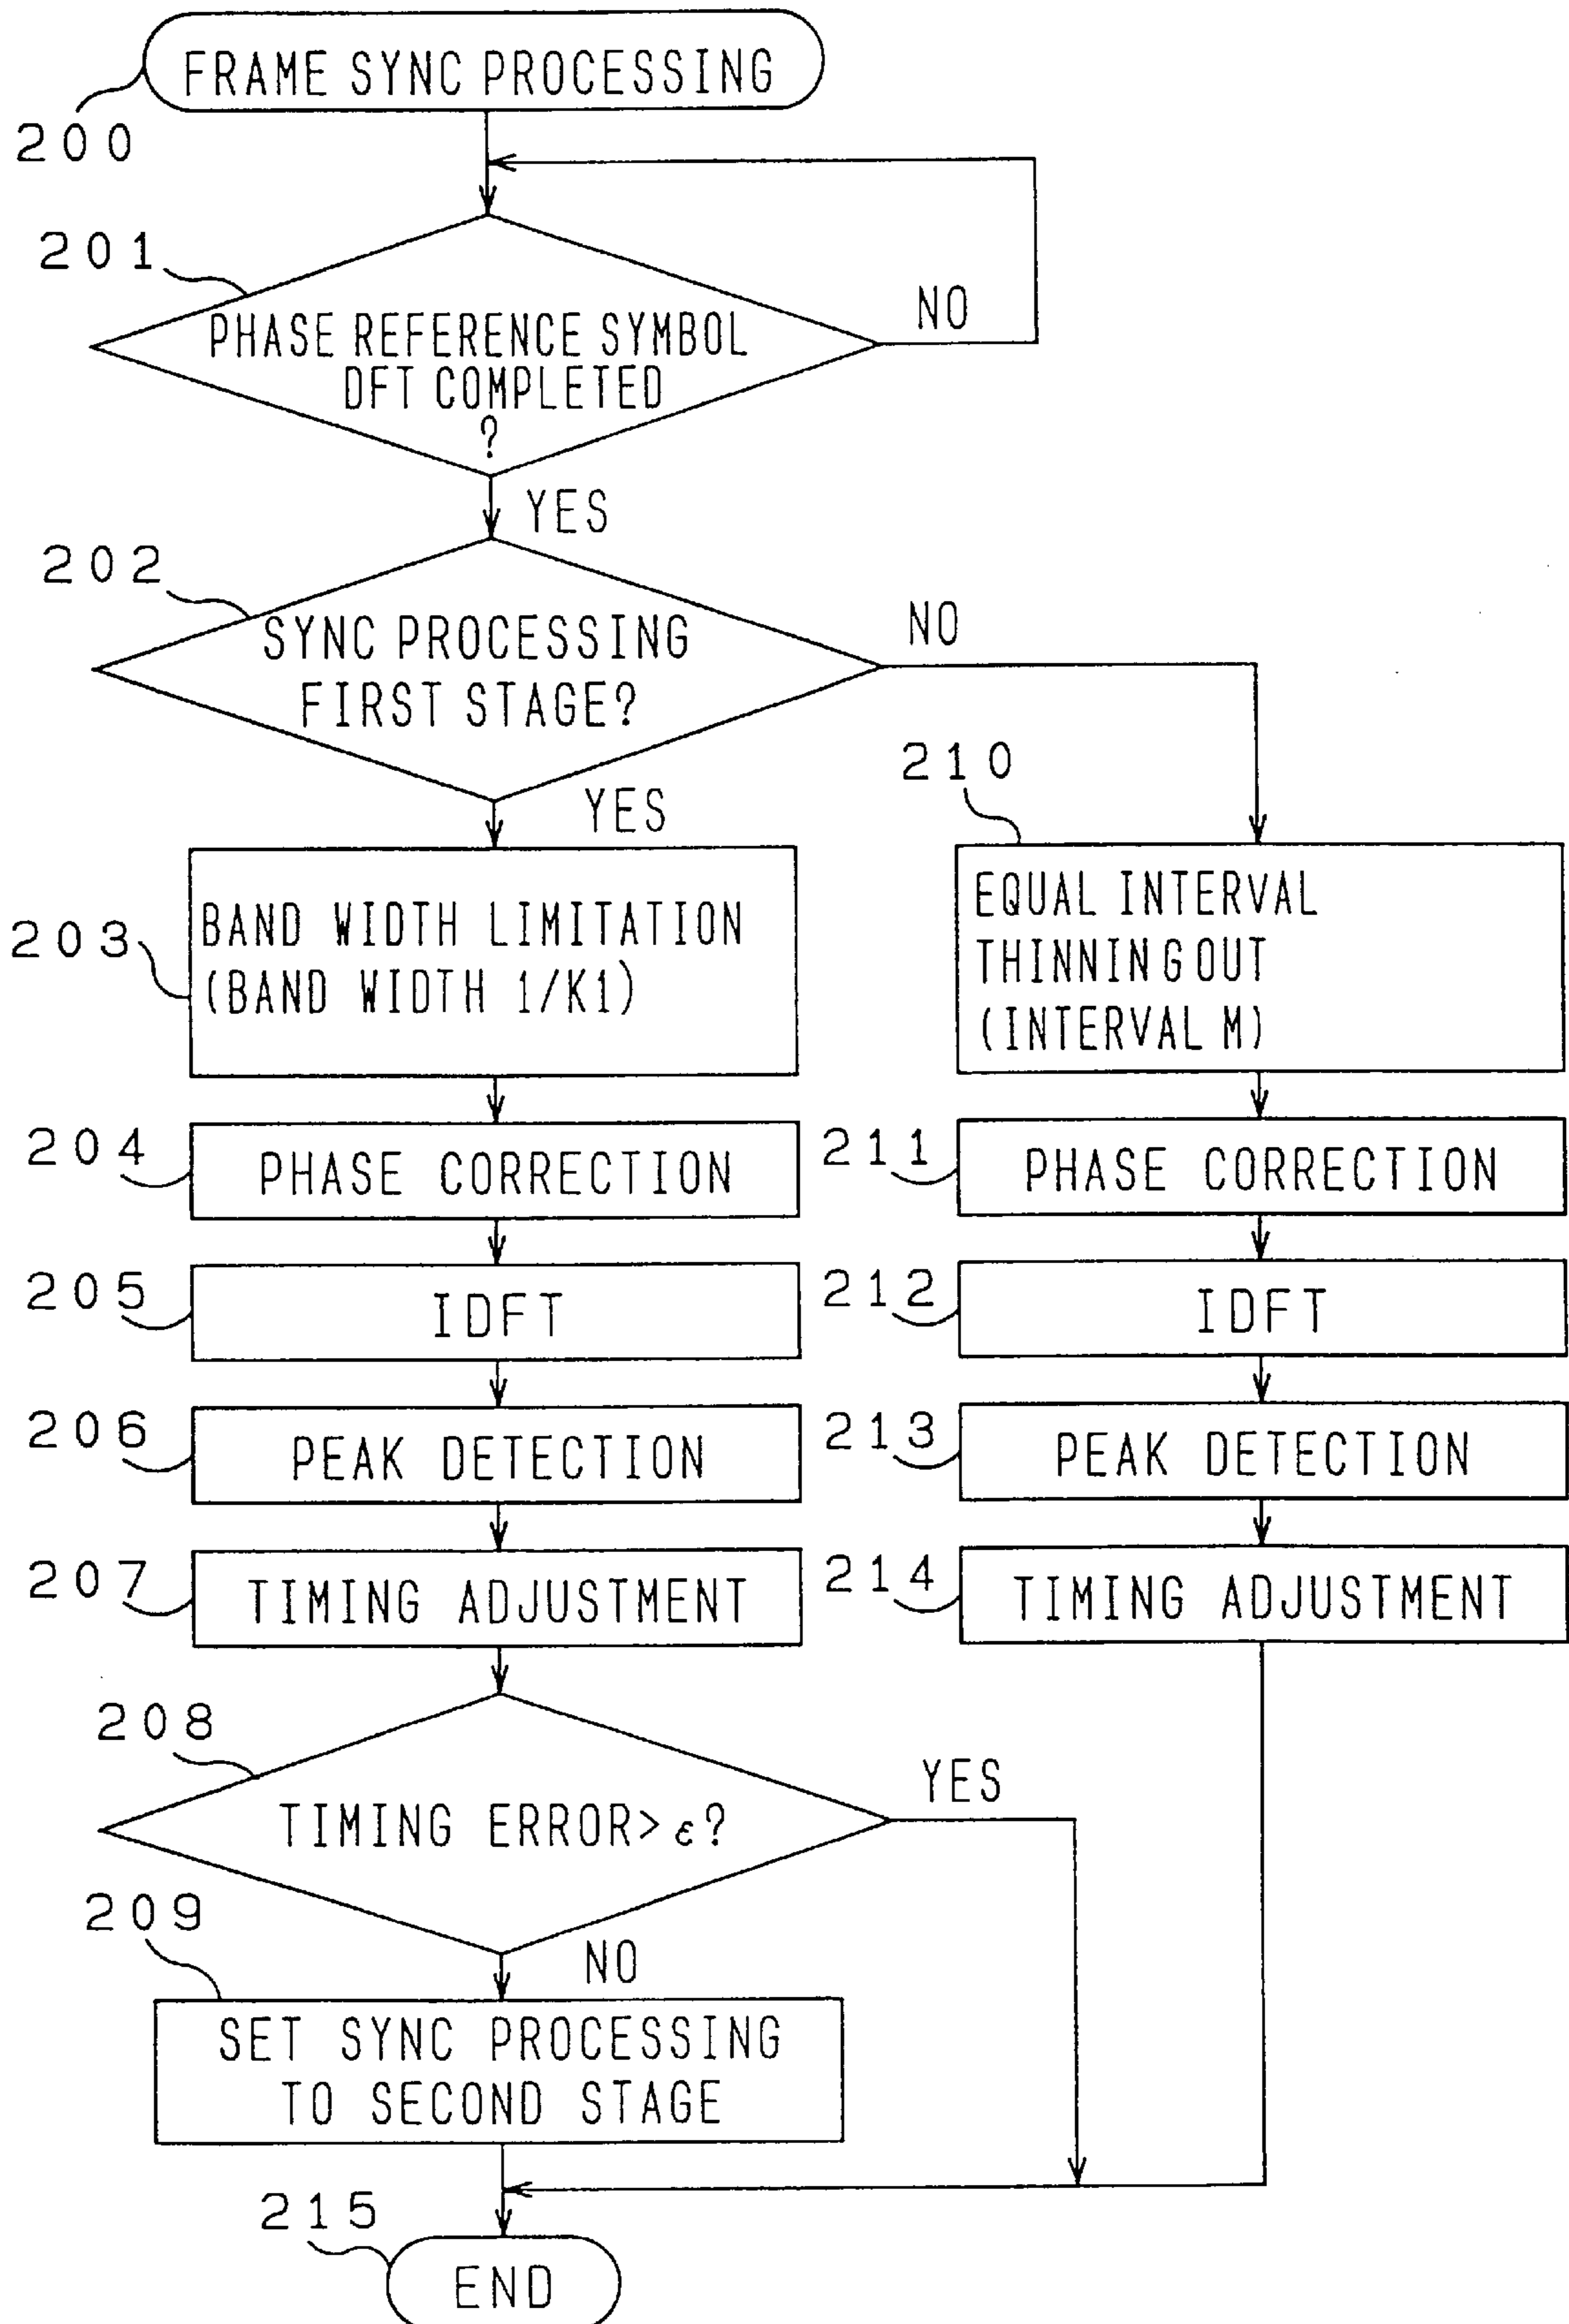 FRAME SYNC PROCESSING
200
201
PHASE REFERENCE SYMBOL
DFT COMPLETED
?
NO
YES
202
SYNC PROCESSING
FIRST STAGE?
NO
YES
203
BAND WIDTH LIMITATION
(BAND WIDTH 1/K1)
210
EQUAL INTERVAL
THINNING OUT
(INTERVAL M)
204
PHASE CORRECTION
211
PHASE CORRECTION
205
IDFT
212
IDFT
206
PEAK DETECTION
213
PEAK DETECTION
207
TIMING ADJUSTMENT
214
TIMING ADJUSTMENT
208
TIMING ERROR> ε?
YES
NO
209
SET SYNC PROCESSING
TO SECOND STAGE
215
END